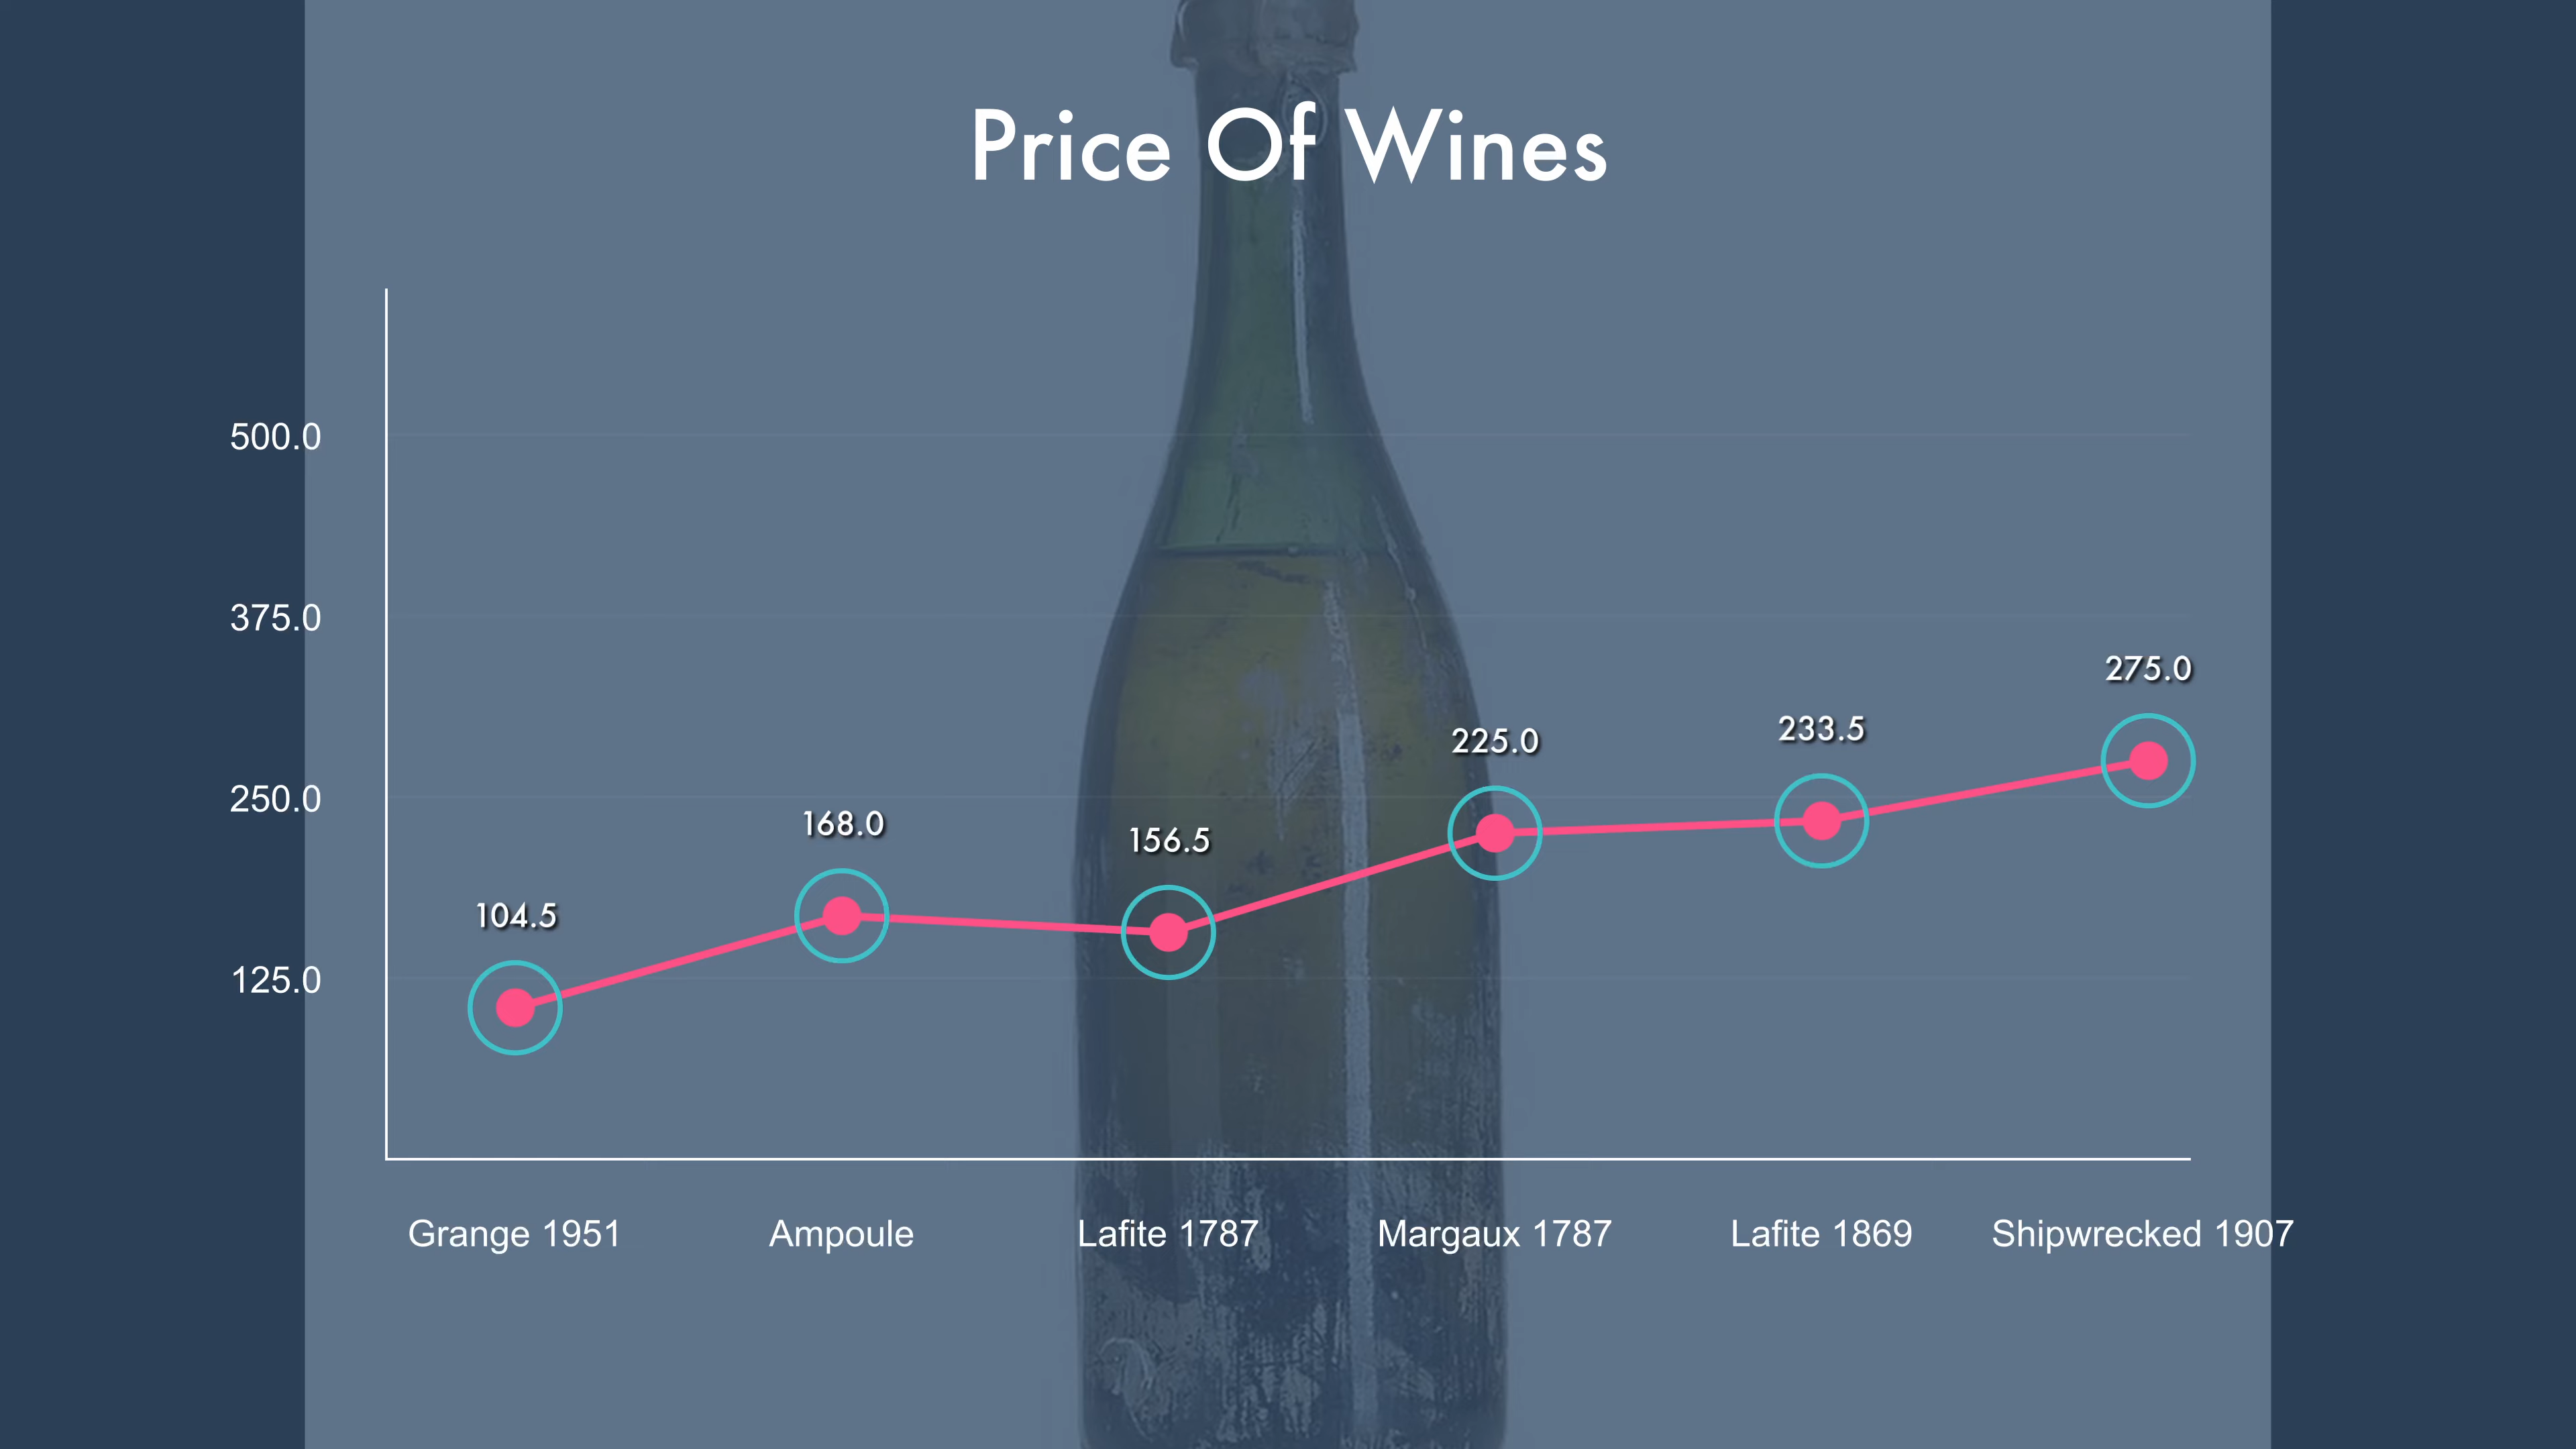 Price Of Wines
500.0
375.0
250.0
125.0
104.5
168.0
156.5
225.0
233.5
275.0
Grange 1951
Ampoule
Lafite 1787
Margaux 1787
Lafite 1869
Shipwrecked 1907